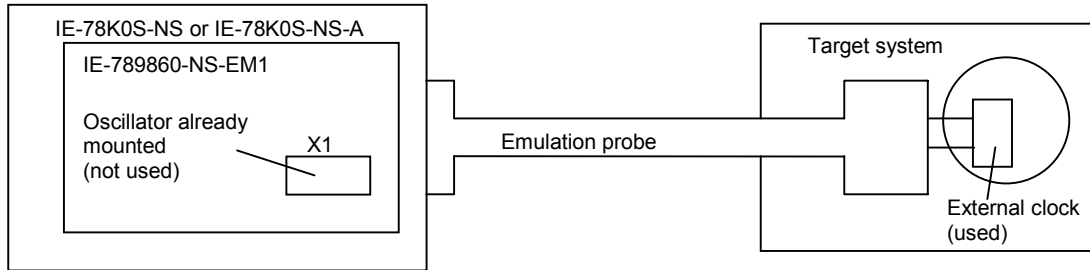 IE-78K0S-NS or IE-78K0S-NS-A
IE-789860-NS-EM1
Oscillator already
mounted
(not used)
X1
Emulation probe
Target system
External clock
(used)